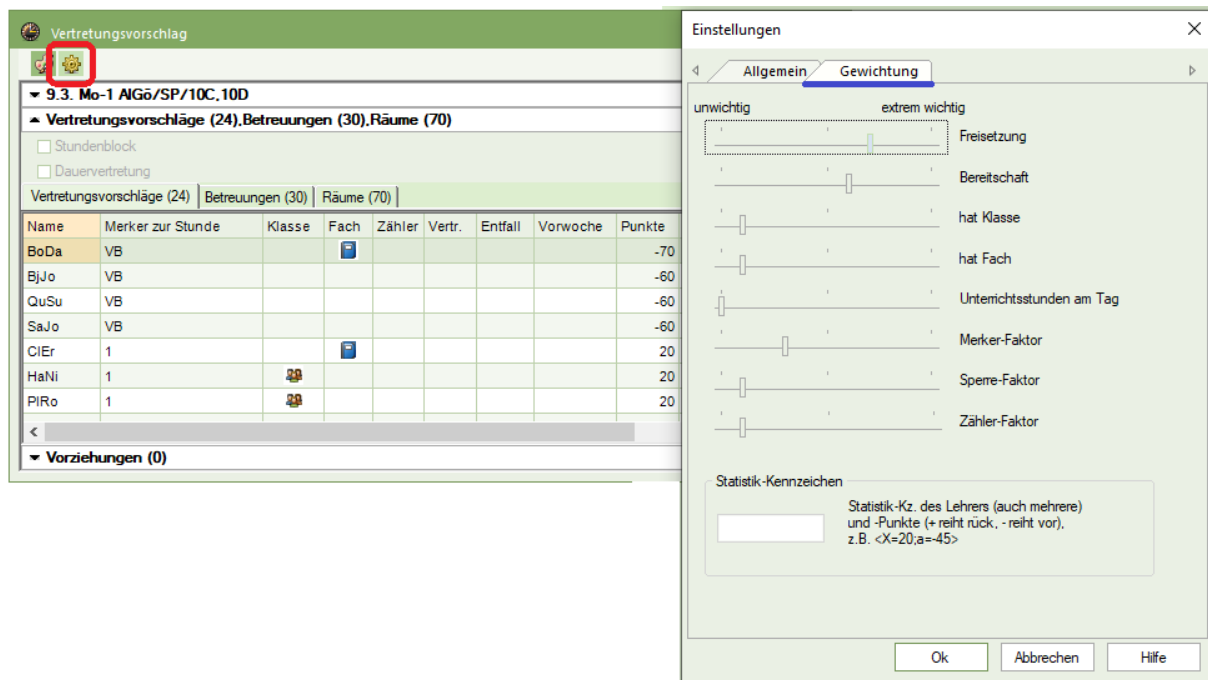 Vertretungsvorschlag
9.3. Mo-1 AlGö/SP/10C,10D
Vertretungsvorschläge (24),Betreuungen (30),Räume (70)
Stundenblock
Dauervertretung
Vertretungsvorschläge (24) Betreuungen (30) Räume (70)
Name Merker zur Stunde Klasse Fach Zähler Vertr. Entfall Vorwoche Punkte
BoDa VB -70
BjJo VB -60
QuSu VB -60
SaJo VB -60
ClEr 1 20
HaNi 1 20
PlRo 1 20
Vorziehungen (0)
Einstellungen
Allgemein Gewichtung
unwichtig extrem wichtig
Freisetzung
Bereitschaft
hat Klasse
hat Fach
Unterrichtsstunden am Tag
Merker-Faktor
Sperre-Faktor
Zähler-Faktor
Statistik-Kennzeichen
Statistik-Kz. des Lehrers (auch mehrere)
und -Punkte (+ reiht rück, - reiht vor),
z.B. <X=20;a=-45>
Ok Abbrechen Hilfe